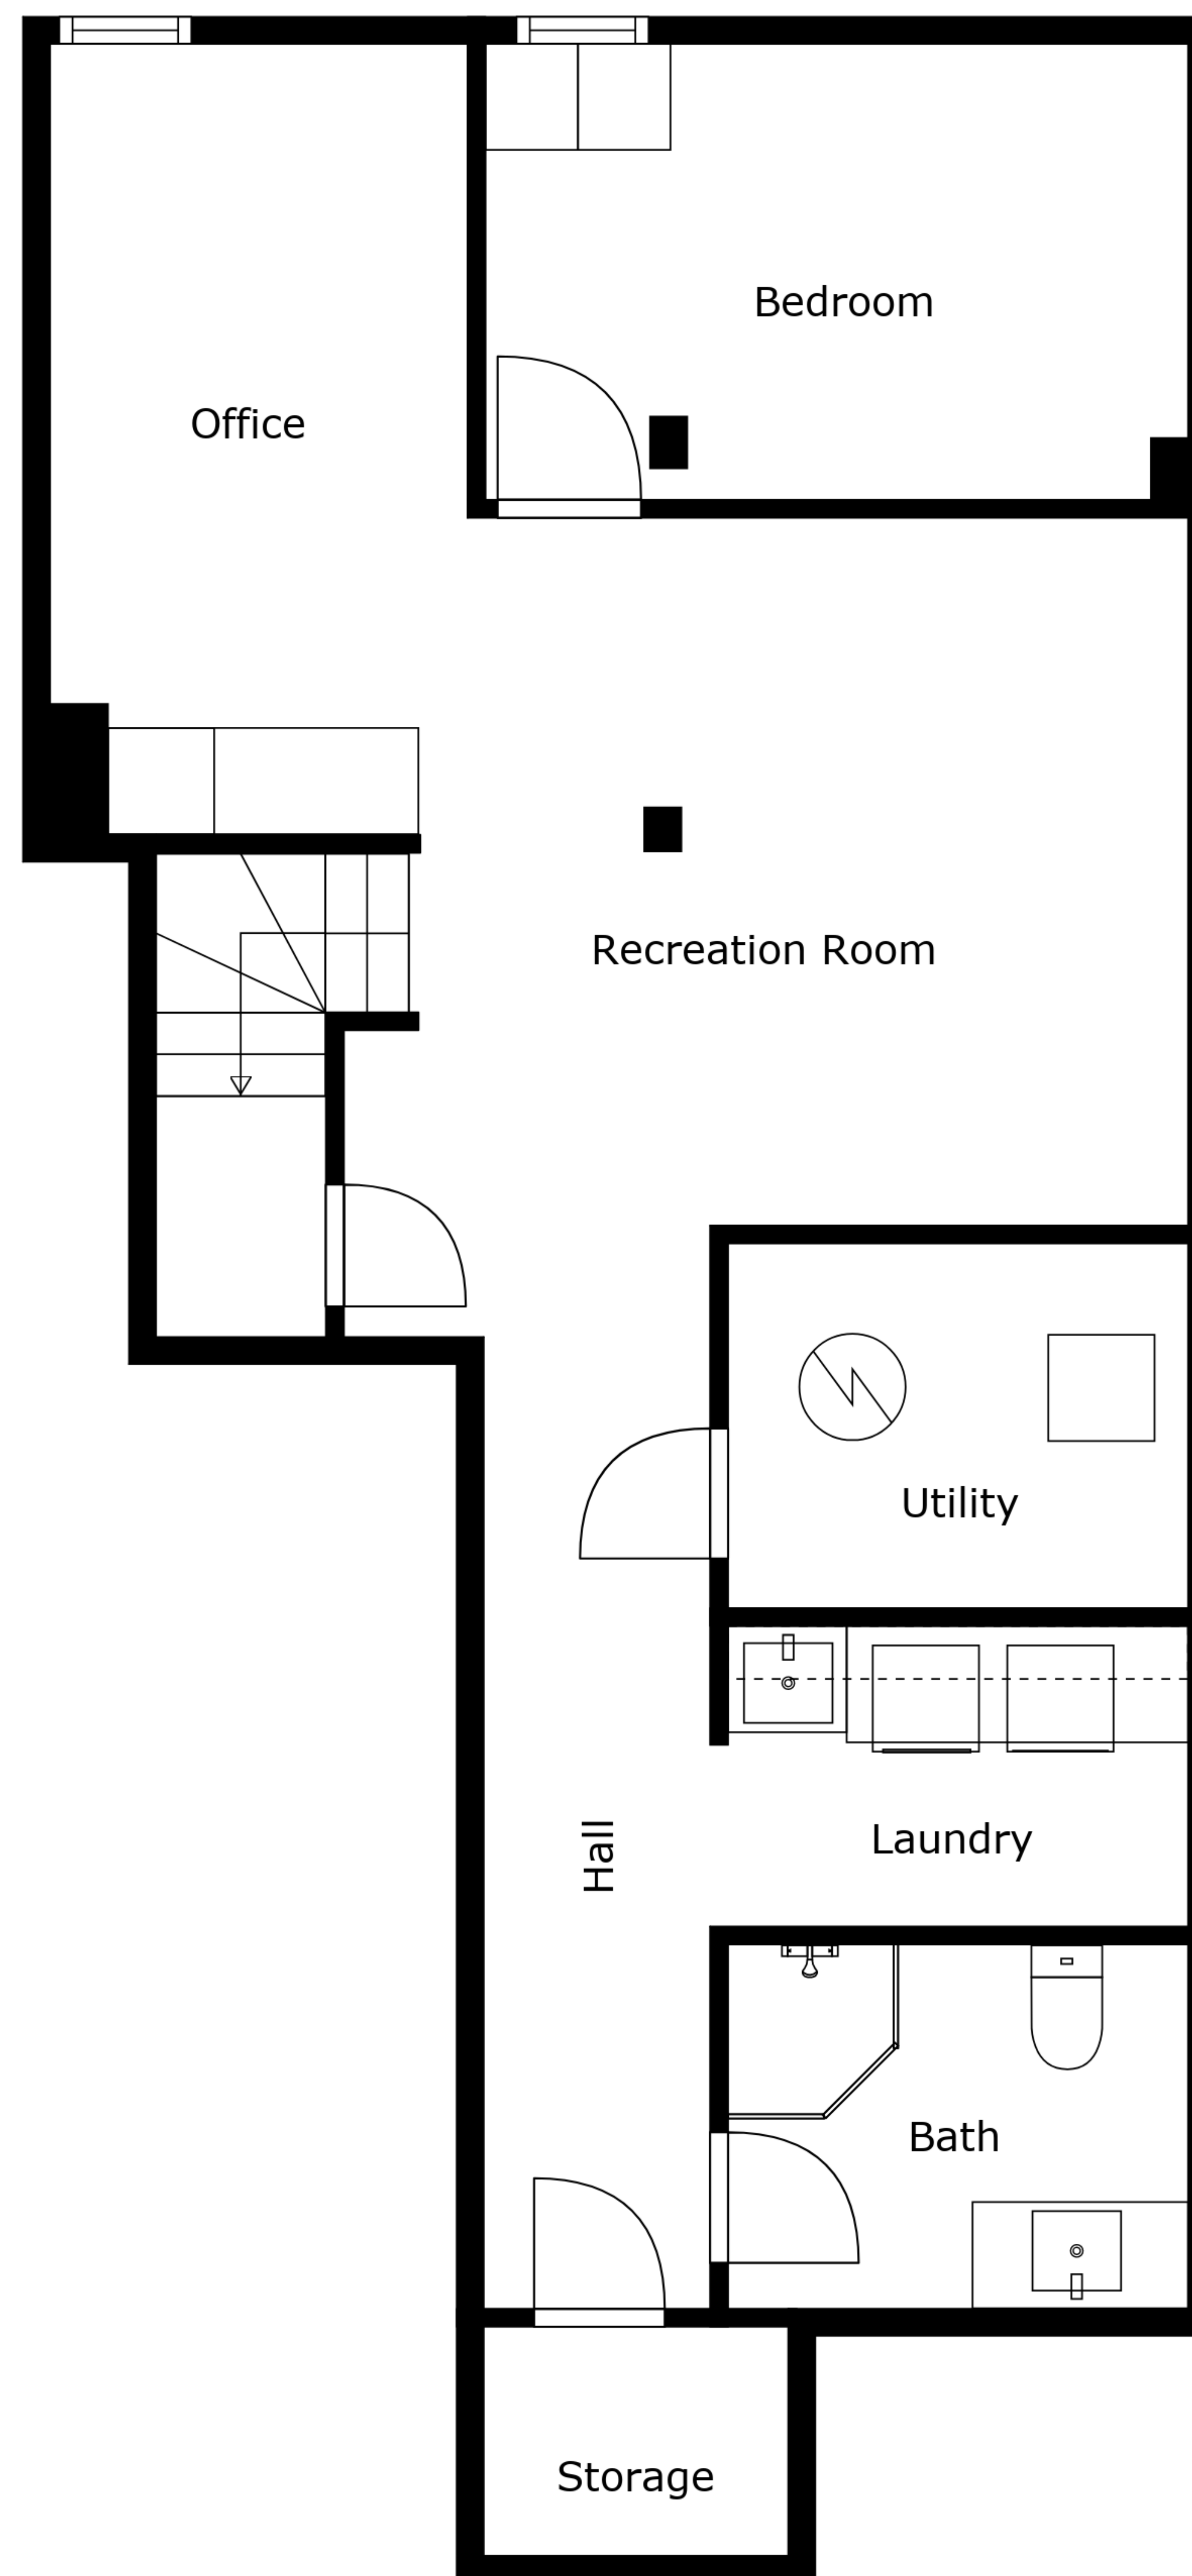 Bedroom
Office
Recreation Room
Utility
Laundry
Hall
Bath
Storage